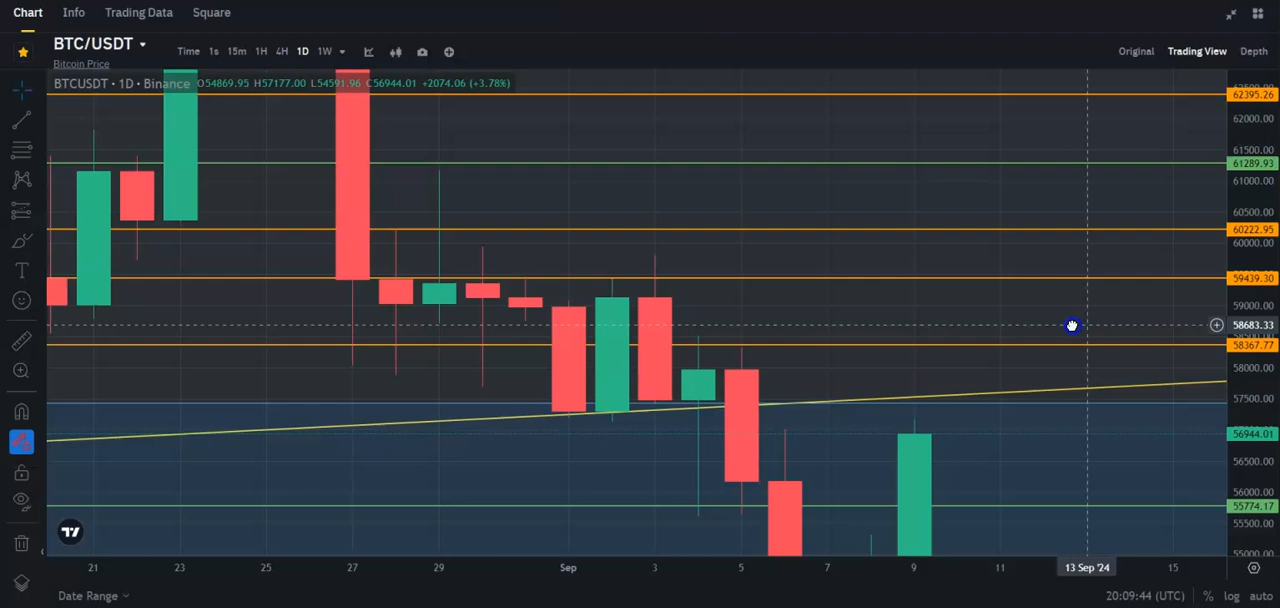 Chart Info Trading Data Square
BTC/USDT
Bitcoin Price
Time 1s 15m 1H 4H 1D 1W
Original Trading View Depth
BTCUSDT · 1D · Binance O54869.95 H57177.00 L54591.96 C56944.01 +2074.06 (+3.78%)
62395.26
62000.00
61500.00
61289.93
61000.00
60500.00
60222.95
60000.00
59439.30
59000.00
58683.33
58367.77
58000.00
57500.00
56944.01
56500.00
56000.00
55774.17
55500.00
55000.00
21 23 25 27 29 Sep 3 5 7 9 11 13 Sep '24 15
Date Range
20:09:44 (UTC) % log auto